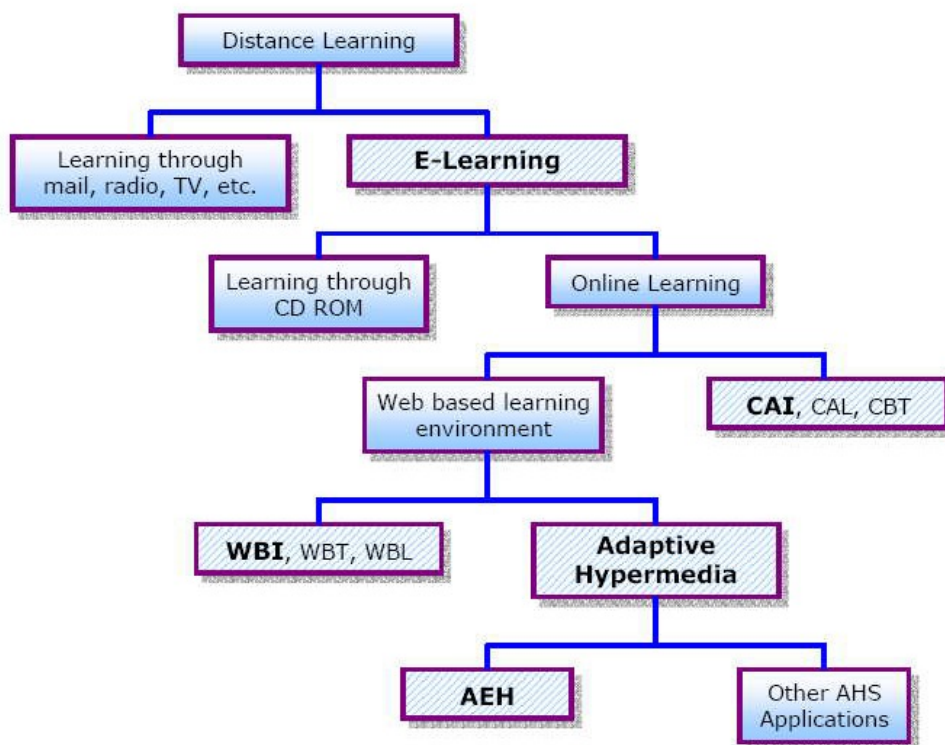 Distance Learning
Learning through
mail, radio, TV, etc.
E-Learning
Learning through
CD ROM
Online Learning
Web based learning
environment
CAI, CAL, CBT
WBI, WBT, WBL
Adaptive
Hypermedia
AEH
Other AHS
Applications